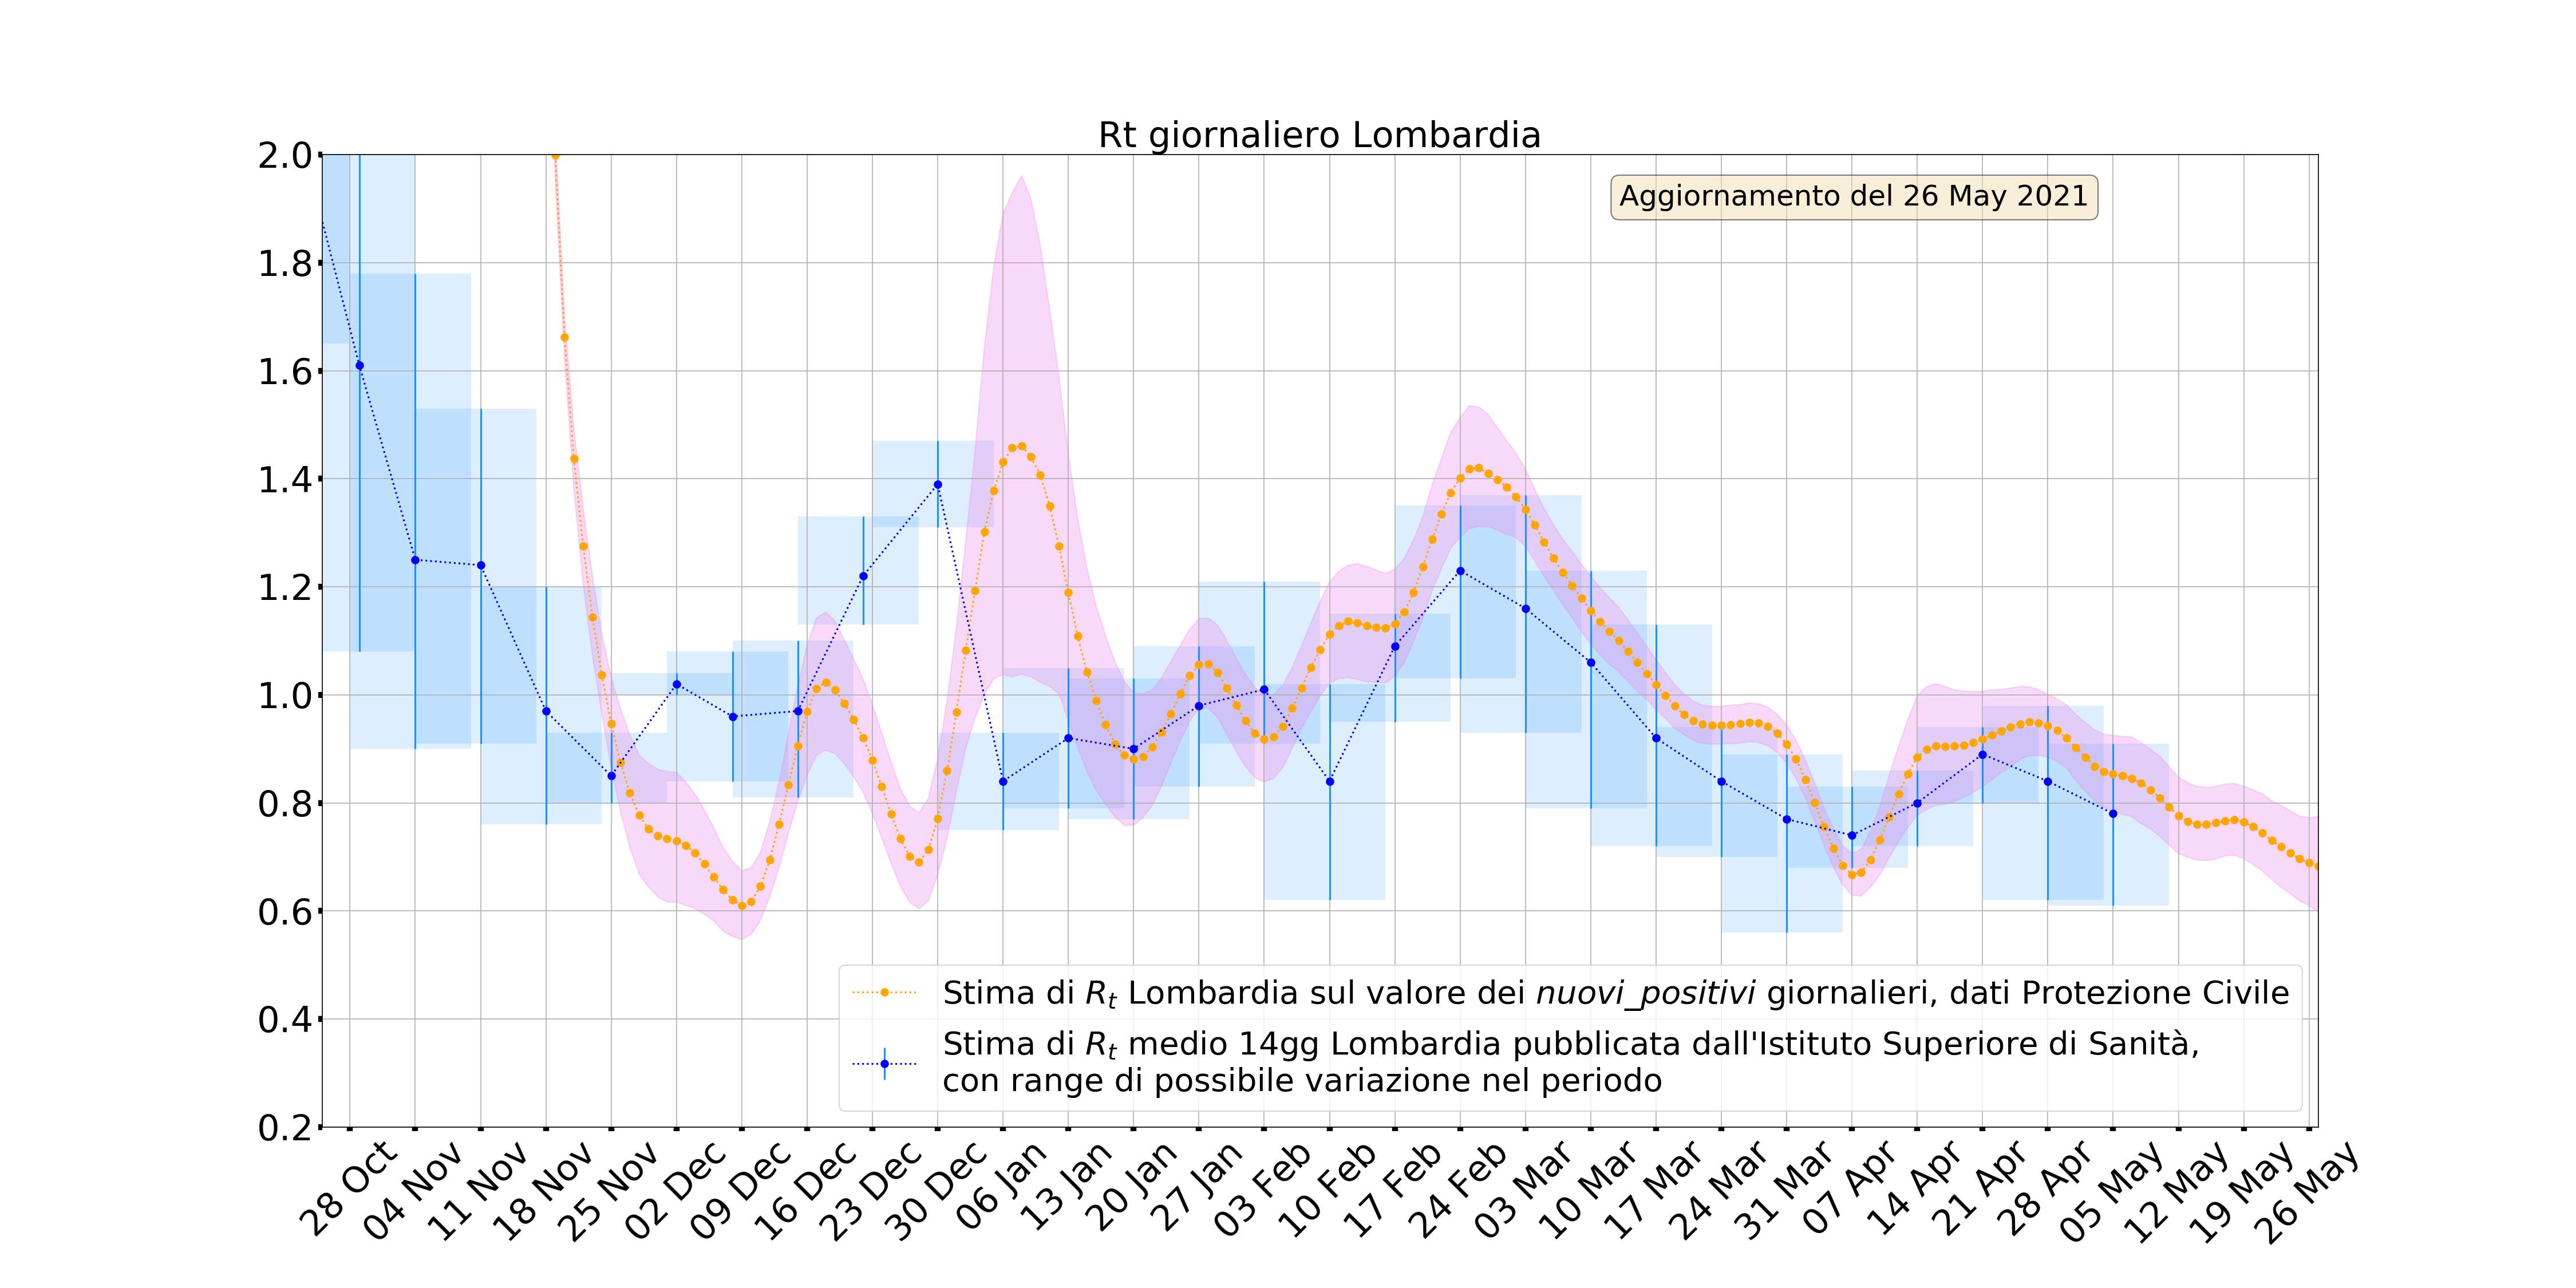 Rt giornaliero Lombardia
Aggiornamento del 26 May 2021
2.0
1.8
1.6
1.4
1.2
1.0
0.8
0.6
0.4
0.2
Stima di Rt Lombardia sul valore dei nuovi_positivi giornalieri, dati Protezione Civile
Stima di Rt medio 14gg Lombardia pubblicata dall'Istituto Superiore di Sanità,
con range di possibile variazione nel periodo
28 Oct
04 Nov
11 Nov
18 Nov
25 Nov
02 Dec
09 Dec
16 Dec
23 Dec
30 Dec
06 Jan
13 Jan
20 Jan
27 Jan
03 Feb
10 Feb
17 Feb
24 Feb
03 Mar
10 Mar
17 Mar
24 Mar
31 Mar
07 Apr
14 Apr
21 Apr
28 Apr
05 May
12 May
19 May
26 May